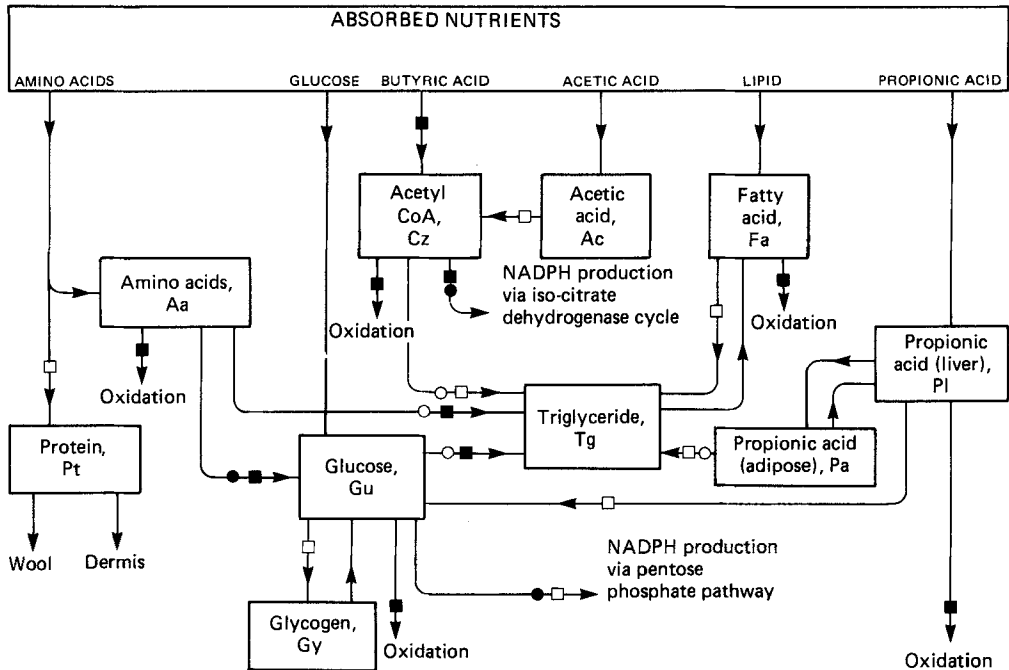 ABSORBED NUTRIENTS
AMINO ACIDS
GLUCOSE
BUTYRIC ACID
ACETIC ACID
LIPID
PROPIONIC ACID
Acetyl
CoA,
Cz
Acetic
acid,
Ac
Fatty
acid,
Fa
Amino acids,
Aa
Oxidation
NADPH production
via iso-citrate
dehydrogenase cycle
Oxidation
Propionic
acid (liver),
Pl
Oxidation
Protein,
Pt
Glucose,
Gu
Triglyceride,
Tg
Propionic acid
(adipose), Pa
Wool
Dermis
NADPH production
via pentose
phosphate pathway
Glycogen,
Gy
Oxidation
Oxidation